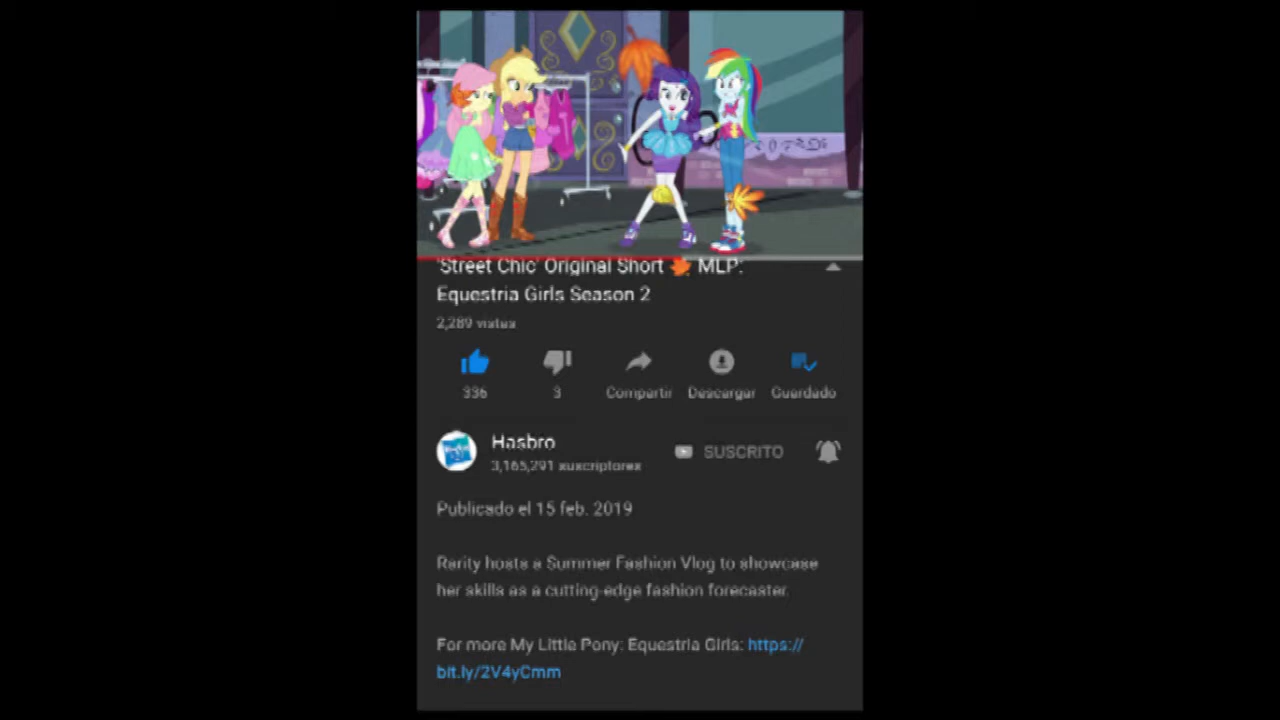 'Street Chic' Original Short 🍁 MLP:
Equestria Girls Season 2
2,289 vistas
336
3
Compartir
Descargar
Guardado
Hasbro
SUSCRITO
3,165,291 suscriptores
Publicado el 15 feb. 2019
Rarity hosts a Summer Fashion Vlog to showcase
her skills as a cutting-edge fashion forecaster.
For more My Little Pony: Equestria Girls: https://
bit.ly/2V4yCmm